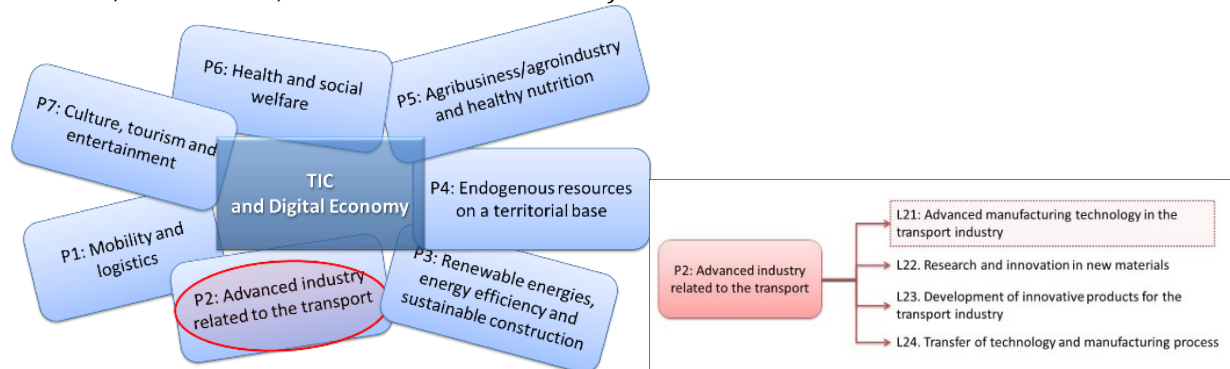 P6: Health and social
welfare
P5: Agribusiness/agroindustry
and healthy nutrition
P7: Culture, tourism and
entertainment
TIC
and Digital Economy
P4: Endogenous resources
on a territorial base
P1: Mobility and
logistics
P2: Advanced industry
related to the transport
P3: Renewable energies,
energy efficiency and
sustainable construction
P2: Advanced industry
related to the transport
L21: Advanced manufacturing technology in the
transport industry
L22. Research and innovation in new materials
L23. Development of innovative products for the
transport industry
L24. Transfer of technology and manufacturing process